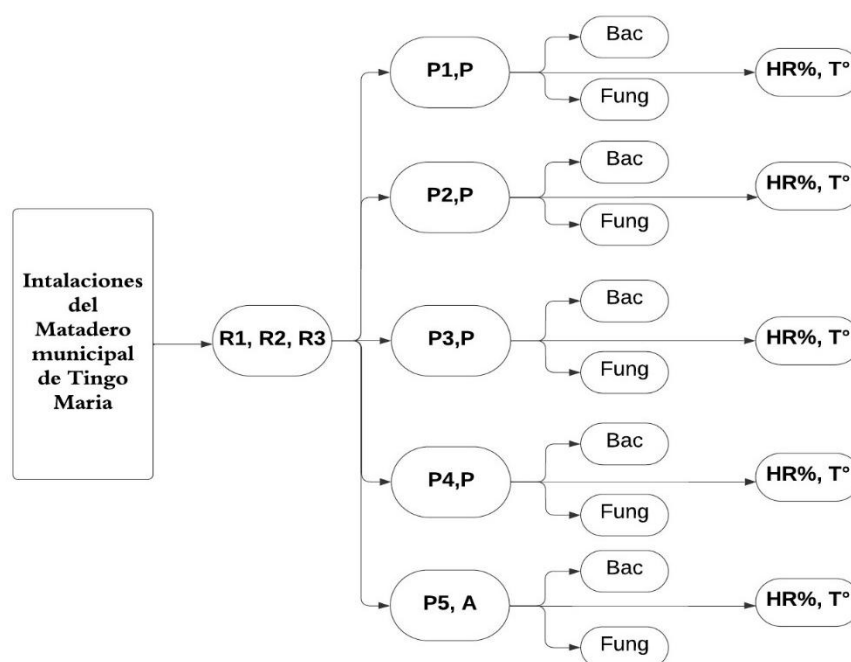 Intalaciones
del
Matadero
municipal
de Tingo
Maria
R1, R2, R3
P1,P
Bac
Fung
HR%, T°
P2,P
Bac
Fung
HR%, T°
P3,P
Bac
Fung
HR%, T°
P4,P
Bac
Fung
HR%, T°
P5, A
Bac
Fung
HR%, T°